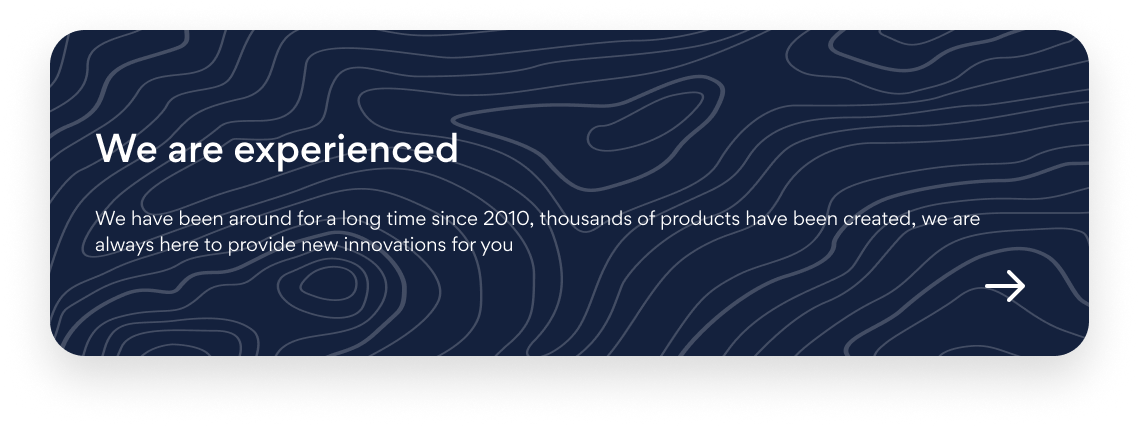 We are experienced
We have been around for a long time since 2010, thousands of products have been created, we are
always here to provide new innovations for you